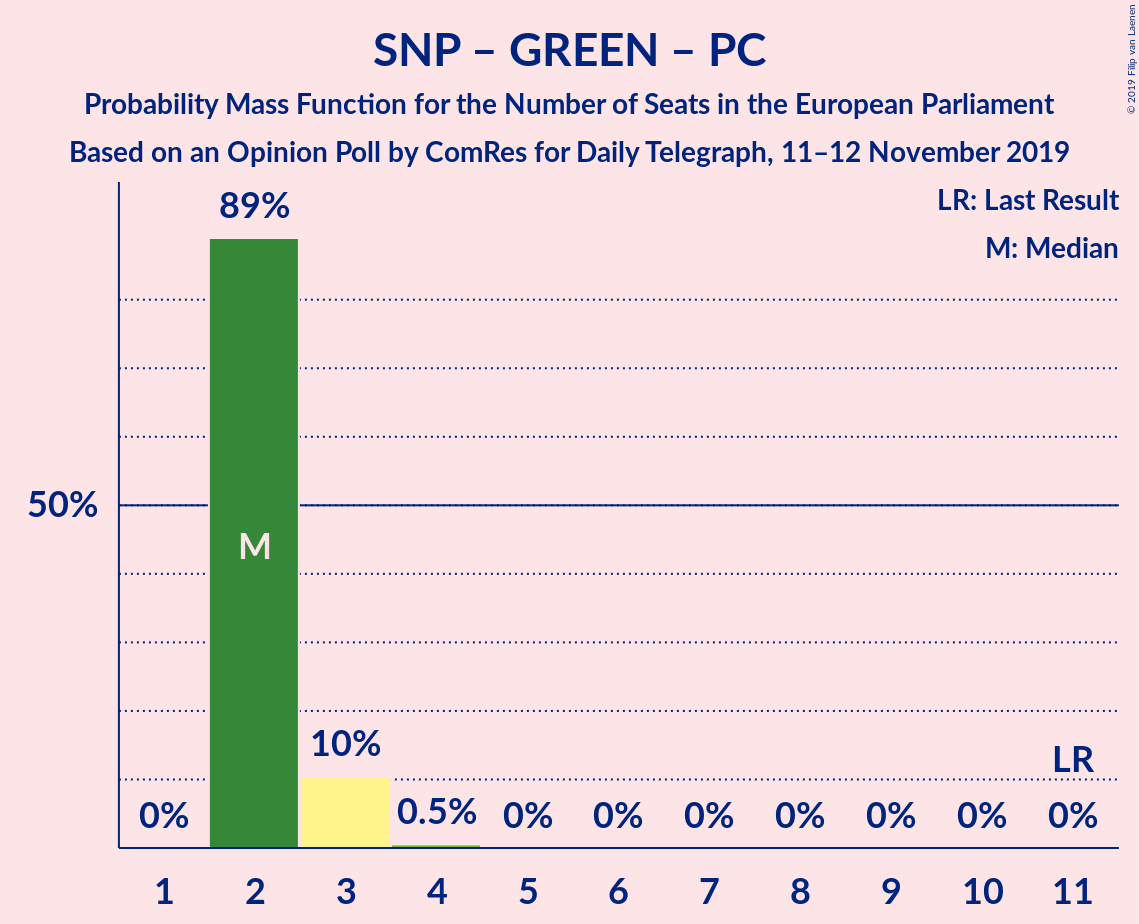 SNP – GREEN – PC
Probability Mass Function for the Number of Seats in the European Parliament
Based on an Opinion Poll by ComRes for Daily Telegraph, 11–12 November 2019
© 2019 Filip van Laenen
LR: Last Result
M: Median
89%
50%
M
10%
LR
0%
0.5%
0%
0%
0%
0%
0%
0%
0%
1 2 3 4 5 6 7 8 9 10 11